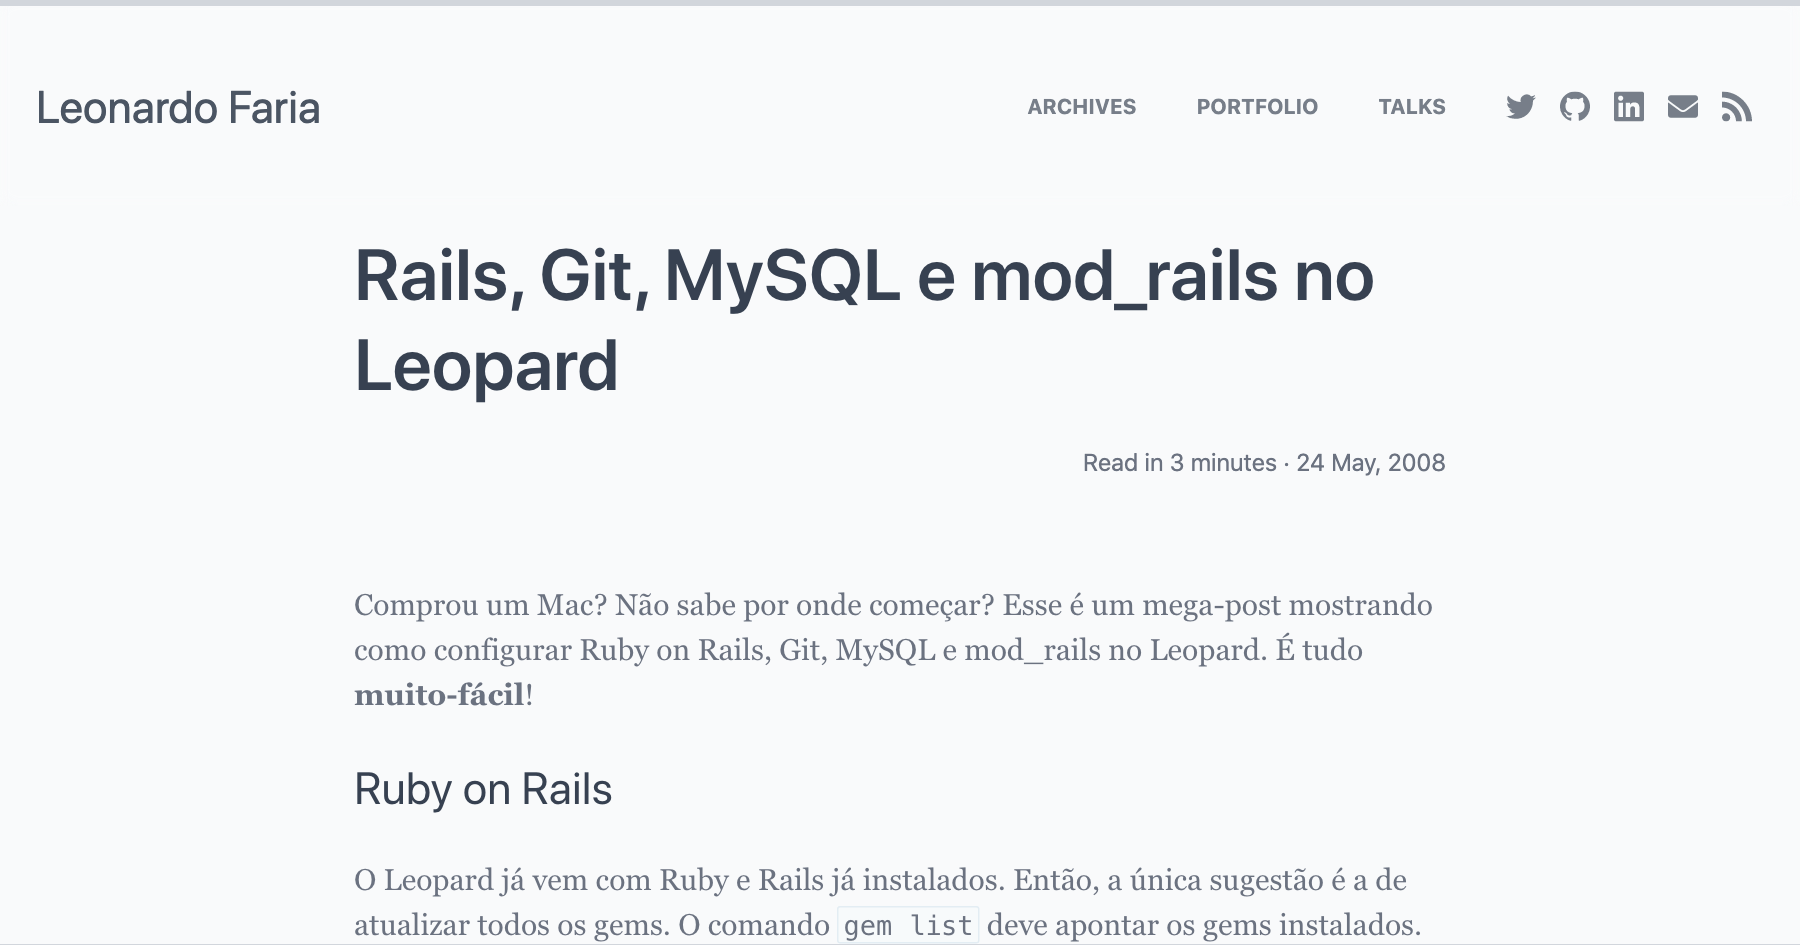 Leonardo Faria
ARCHIVES
PORTFOLIO
TALKS
Rails, Git, MySQL e mod_rails no
Leopard
Read in 3 minutes · 24 May, 2008
Comprou um Mac? Não sabe por onde começar? Esse é um mega-post mostrando
como configurar Ruby on Rails, Git, MySQL e mod_rails no Leopard. É tudo
muito-fácil!
Ruby on Rails
O Leopard já vem com Ruby e Rails já instalados. Então, a única sugestão é a de
atualizar todos os gems. O comando gem list deve apontar os gems instalados.